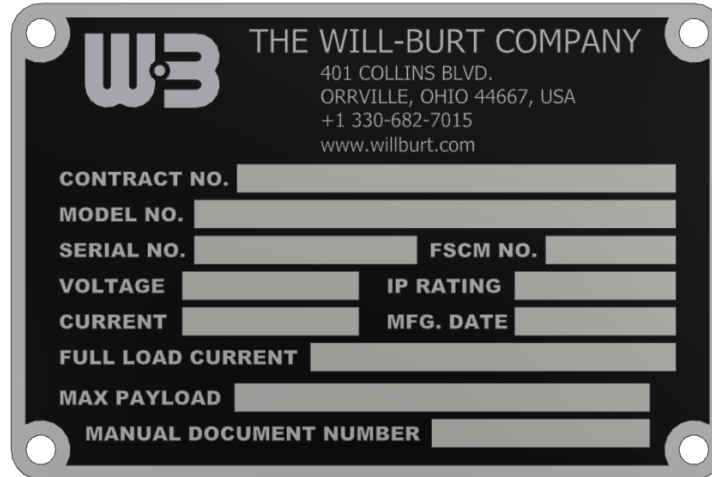 W•B
THE WILL-BURT COMPANY
401 COLLINS BLVD.
ORRVILLE, OHIO 44667, USA
+1 330-682-7015
www.willburt.com
CONTRACT NO.
MODEL NO.
SERIAL NO. FSCM NO.
VOLTAGE IP RATING
CURRENT MFG. DATE
FULL LOAD CURRENT
MAX PAYLOAD
MANUAL DOCUMENT NUMBER